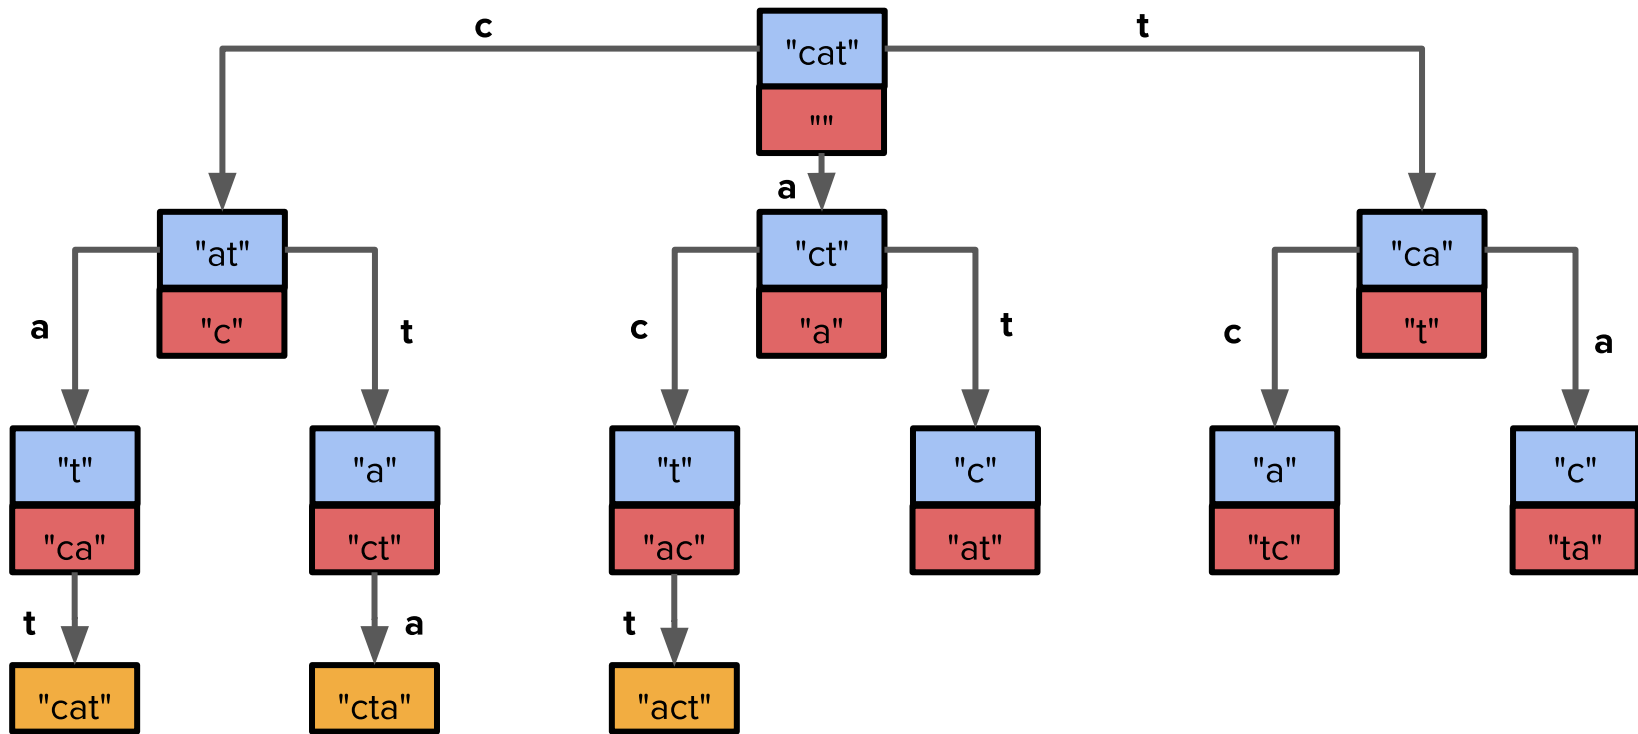 c
t
"cat"
""
a
"at"
"c"
"ct"
"a"
"ca"
"t"
a
t
c
t
c
a
"t"
"ca"
"a"
"ct"
"t"
"ac"
"c"
"at"
"a"
"tc"
"c"
"ta"
t
a
t
"cat"
"cta"
"act"